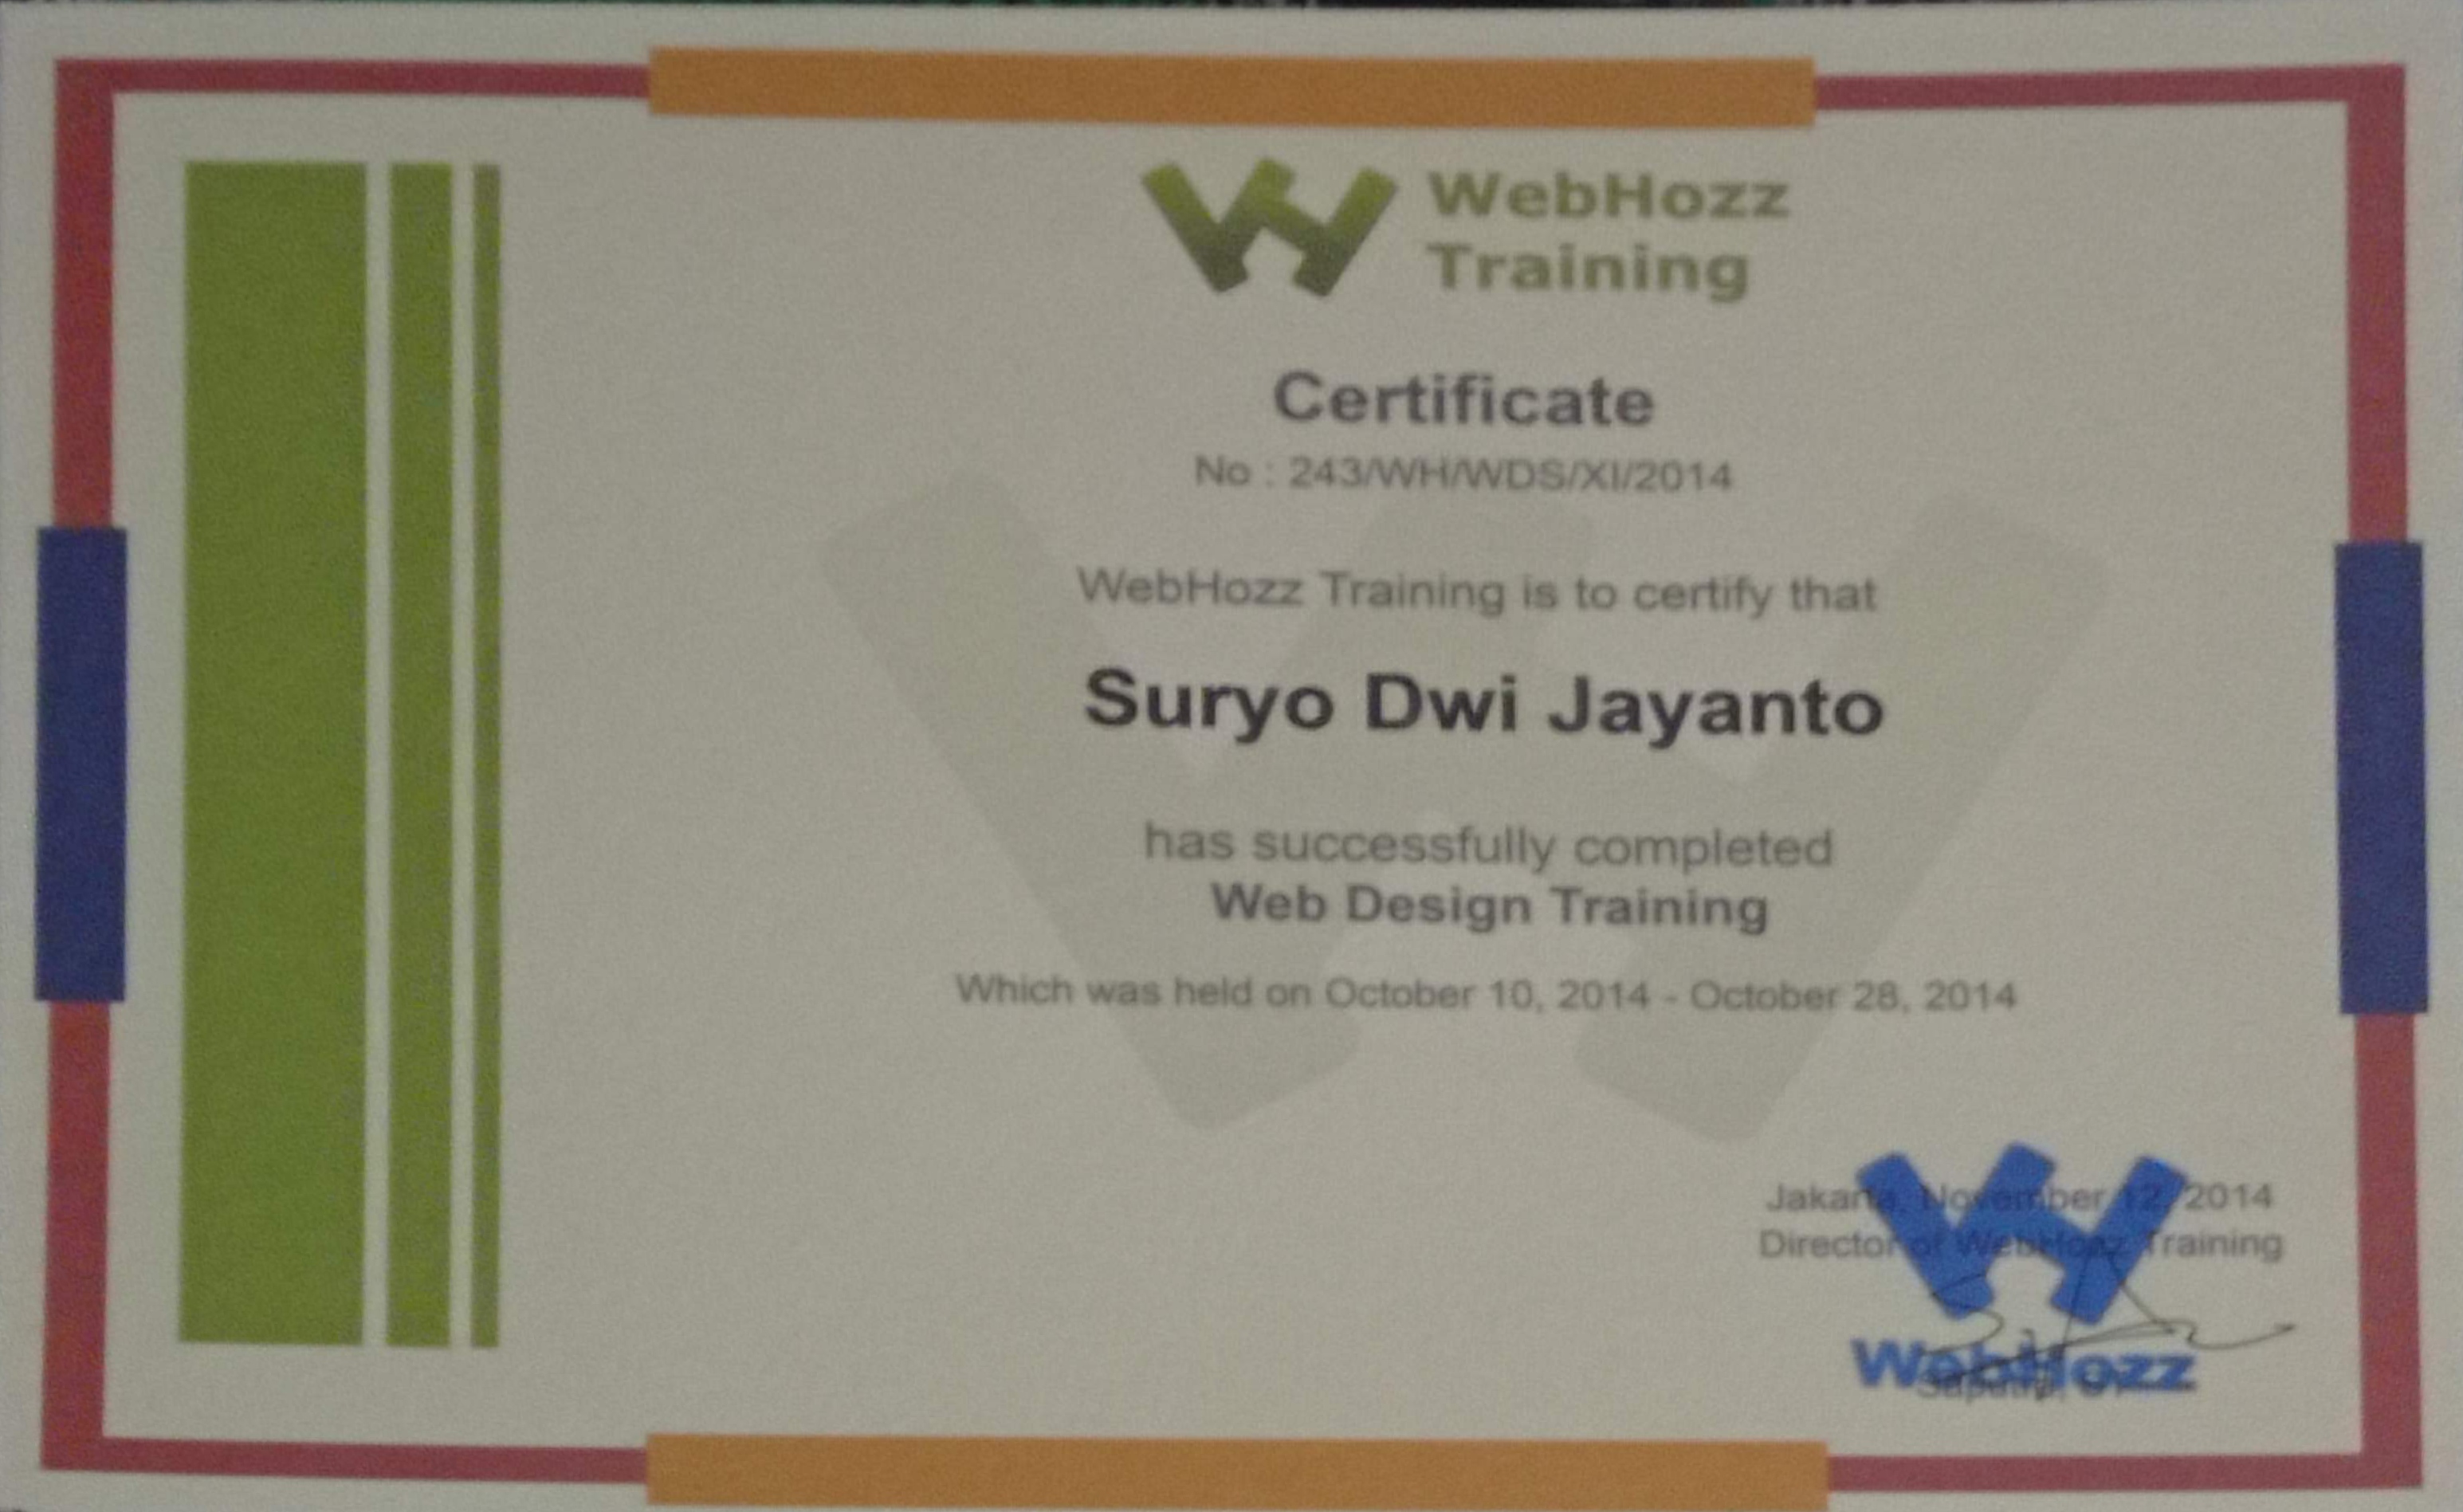 WebHozz
Training
Certificate
No : 243/WH/WDS/XI/2014
WebHozz Training is to certify that
Suryo Dwi Jayanto
has successfully completed
Web Design Training
Which was held on October 10, 2014 - October 28, 2014
Jakarta, November 12, 2014
Director of WebHozz Training
WebHozz